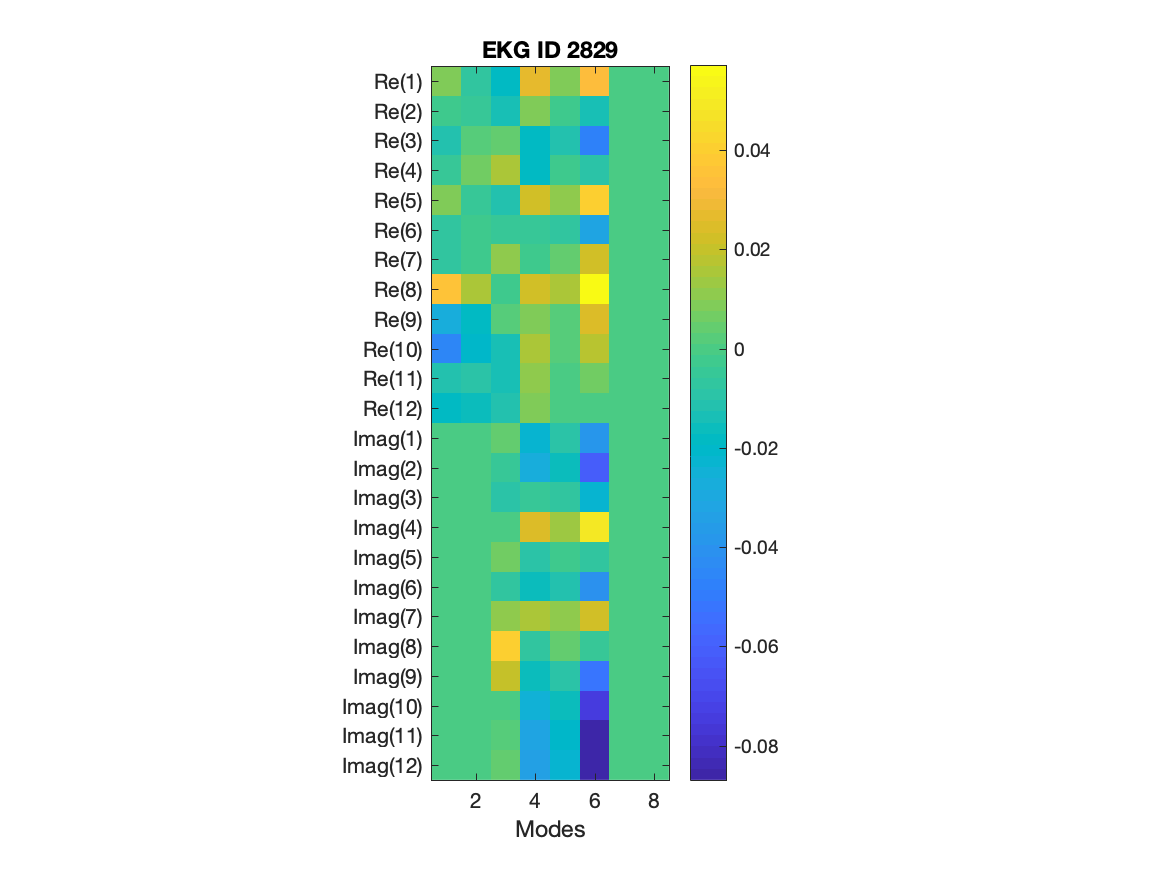 EKG ID 2829
Re(1)
Re(2)
Re(3)
Re(4)
Re(5)
Re(6)
Re(7)
Re(8)
Re(9)
Re(10)
Re(11)
Re(12)
Imag(1)
Imag(2)
Imag(3)
Imag(4)
Imag(5)
Imag(6)
Imag(7)
Imag(8)
Imag(9)
Imag(10)
Imag(11)
Imag(12)
2 4 6 8
Modes
0.04
0.02
0
-0.02
-0.04
-0.06
-0.08